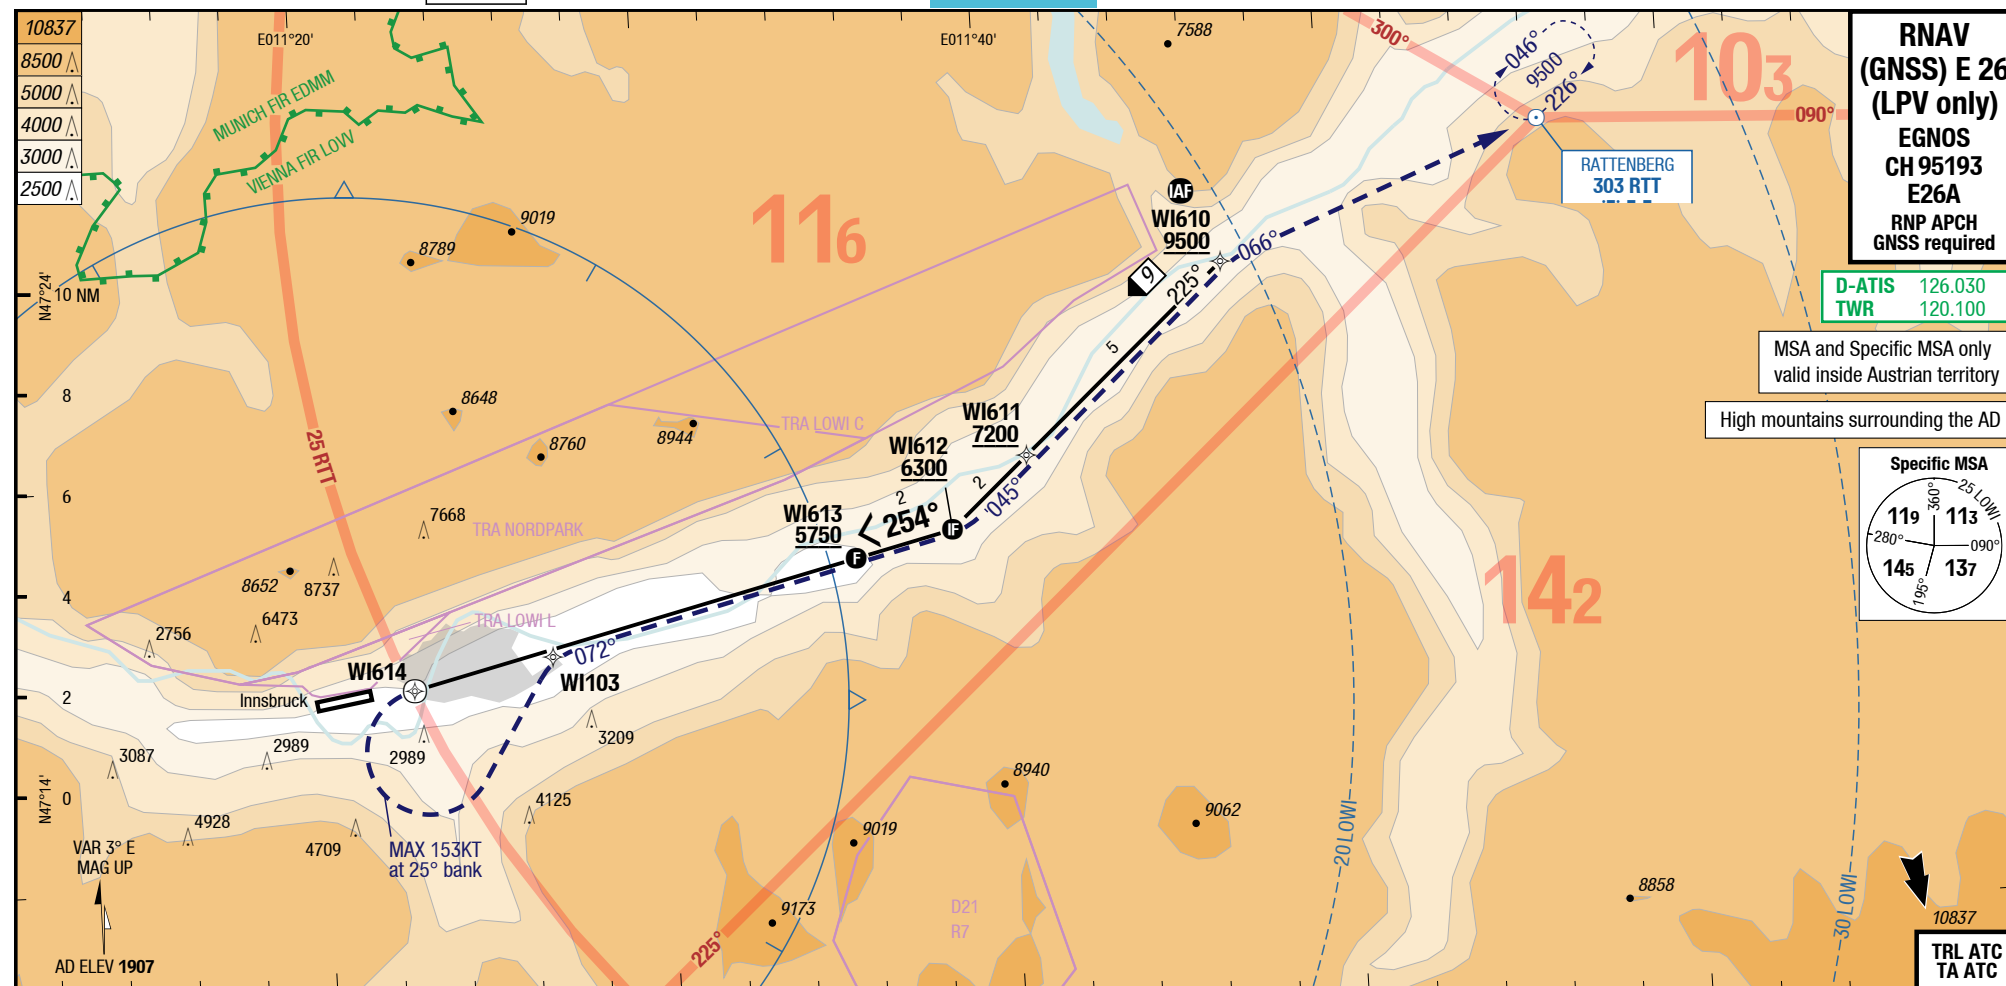 10837
8500
5000
4000
3000
2500
E011°20'
E011°40'
MUNICH FIR EDMM
VIENNA FIR LOVV
N47°24'
10 NM
8
6
4
2
0
N47°14'
7588
300°
046°
9500
226°
103
090°
RATTENBERG
303 RTT
RNAV
(GNSS) E 26
(LPV only)
EGNOS
CH 95193
E26A
RNP APCH
GNSS required
D-ATIS 126.030
TWR 120.100
MSA and Specific MSA only
valid inside Austrian territory
High mountains surrounding the AD
Specific MSA
25 LOWI
360°
119
113
280°
090°
145
137
195°
9019
8789
116
IAF
WI610
9500
066°
9
225°
5
8648
8760
8944
TRA LOWI C
WI611
7200
WI612
6300
2
2
045°
WI613
5750
254°
IF
F
25 RTT
7668
TRA NORDPARK
8652
8737
6473
2756
TRA LOWI L
142
072°
WI614
WI103
Innsbruck
3209
2989
2989
3087
4125
4928
4709
MAX 153KT
at 25° bank
8940
9062
9019
9173
8858
20 LOWI
30 LOWI
10837
D21
R7
225°
VAR 3° E
MAG UP
AD ELEV 1907
TRL ATC
TA ATC